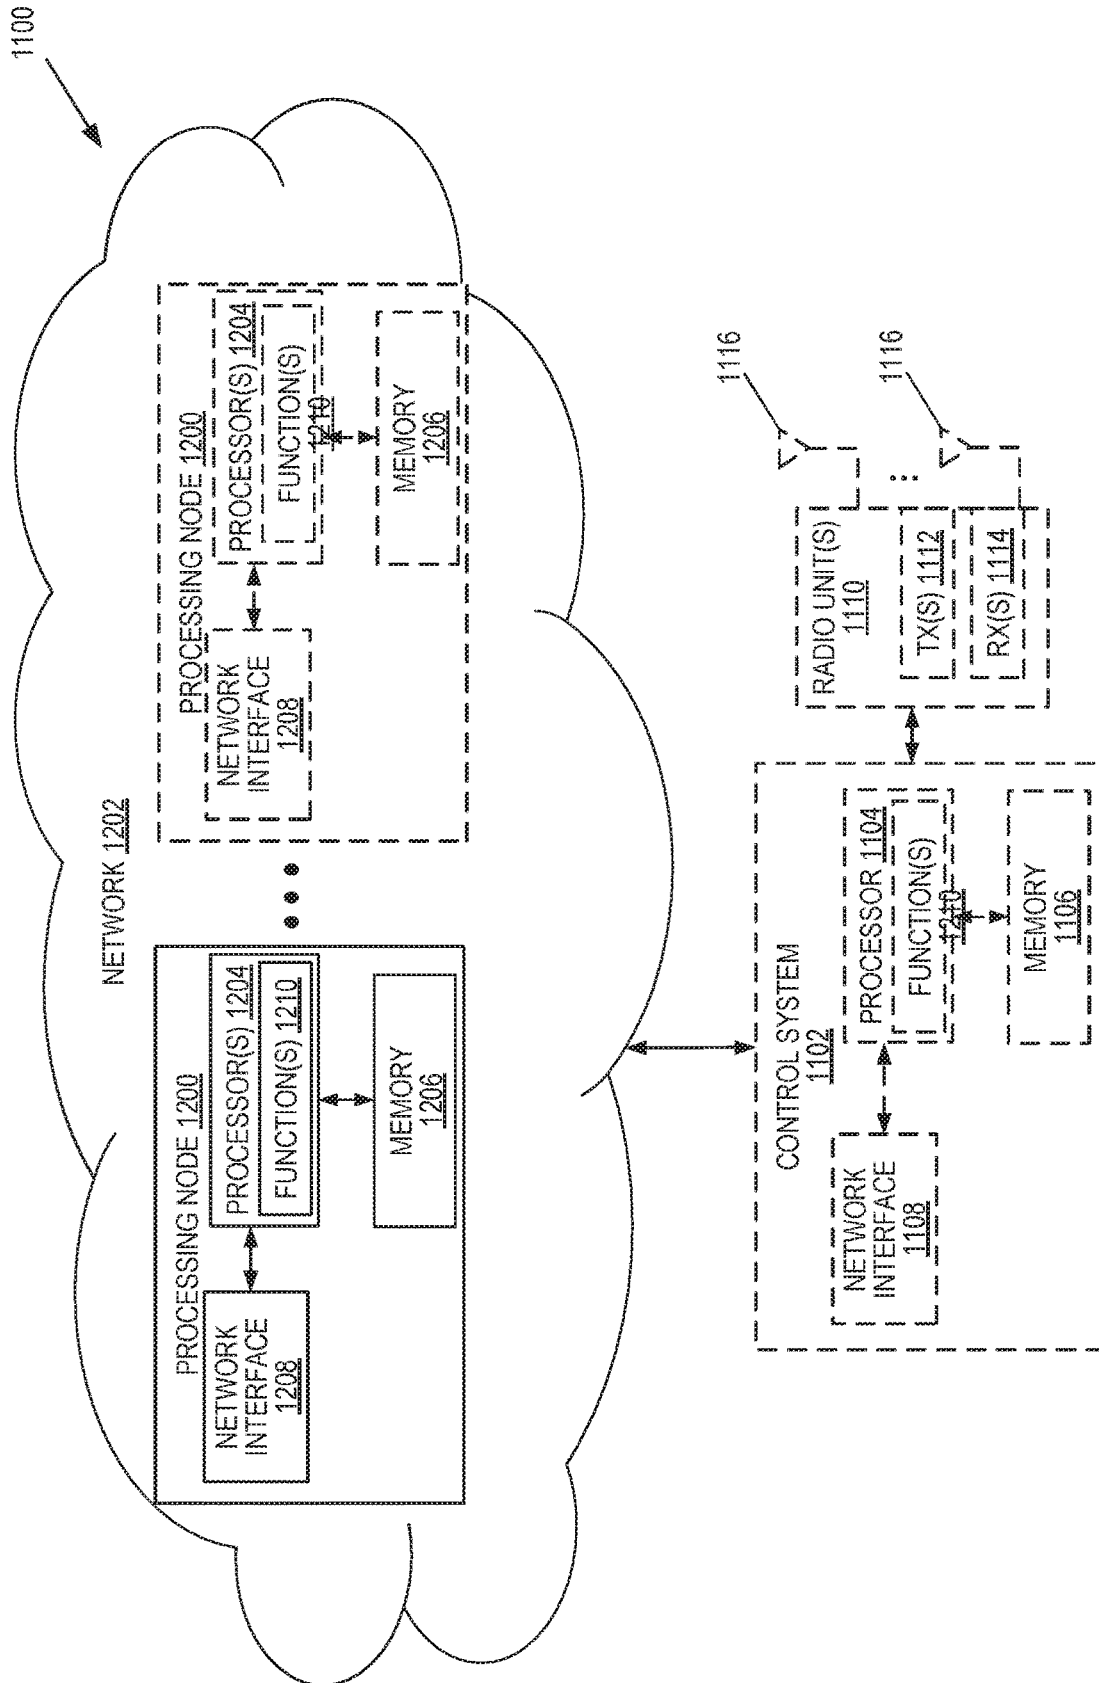 1100
NETWORK 1202
PROCESSING NODE 1200
NETWORK
INTERFACE
1208
PROCESSOR(S) 1204
FUNCTION(S) 1210
MEMORY
1206
PROCESSING NODE 1200
NETWORK
INTERFACE
1208
PROCESSOR(S) 1204
FUNCTION(S)
1210
MEMORY
1206
CONTROL SYSTEM
1102
NETWORK
INTERFACE
1108
PROCESSOR 1104
FUNCTION(S)
1210
MEMORY
1106
RADIO UNIT(S)
1110
TX(S) 1112
RX(S) 1114
1116
1116